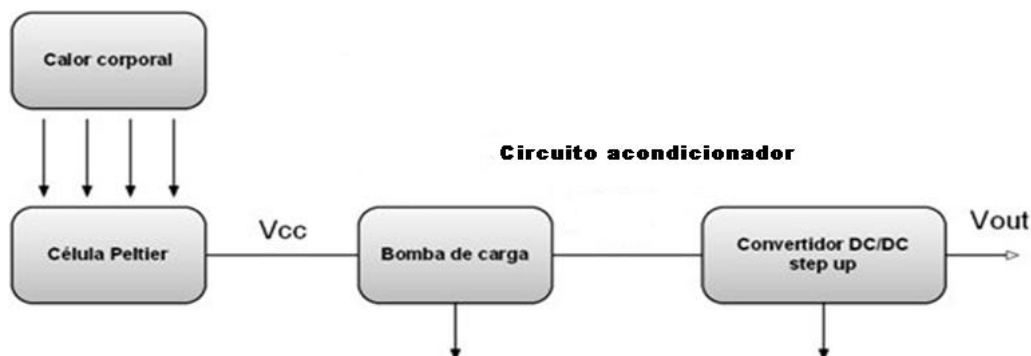 Calor corporal
Circuito acondicionador
Célula Peltier
Vcc
Bomba de carga
Convertidor DC/DC
step up
Vout